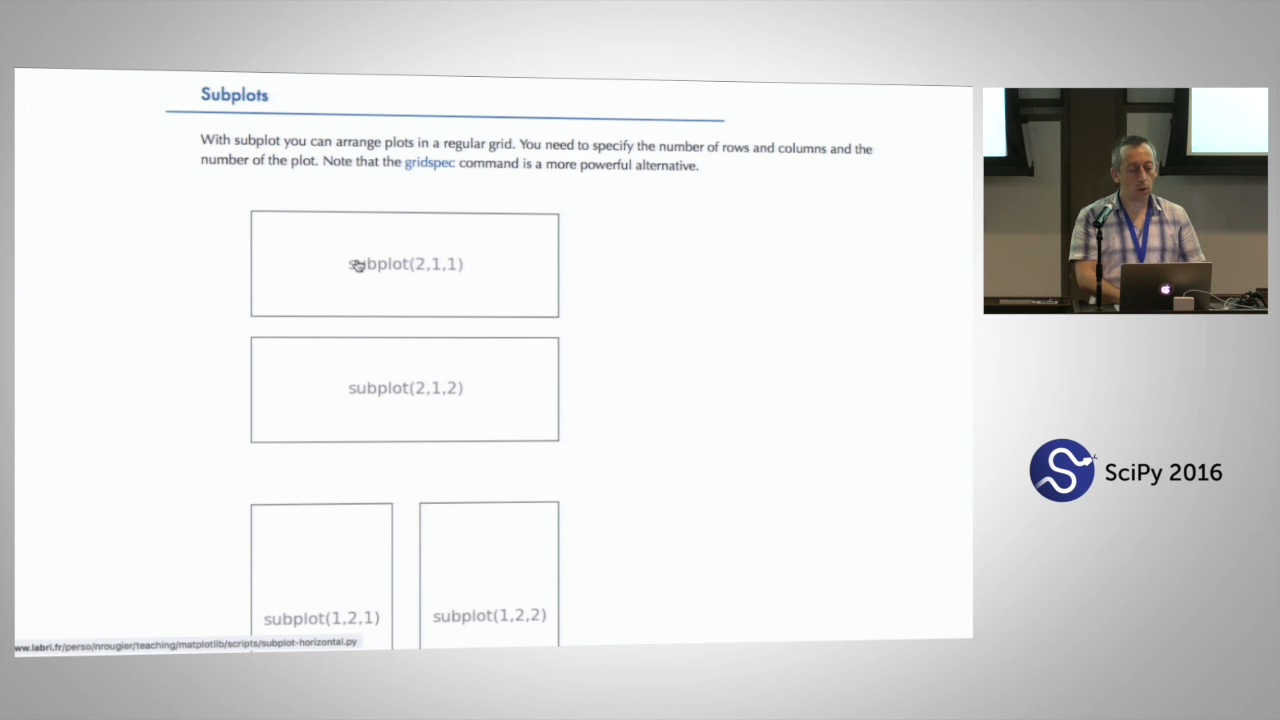 Subplots
With subplot you can arrange plots in a regular grid. You need to specify the number of rows and columns and the
number of the plot. Note that the gridspec command is a more powerful alternative.
subplot(2,1,1)
subplot(2,1,2)
subplot(1,2,1) subplot(1,2,2)
ww.labri.fr/perso/nrougier/teaching/matplotlib/scripts/subplot-horizontal.py
SciPy 2016